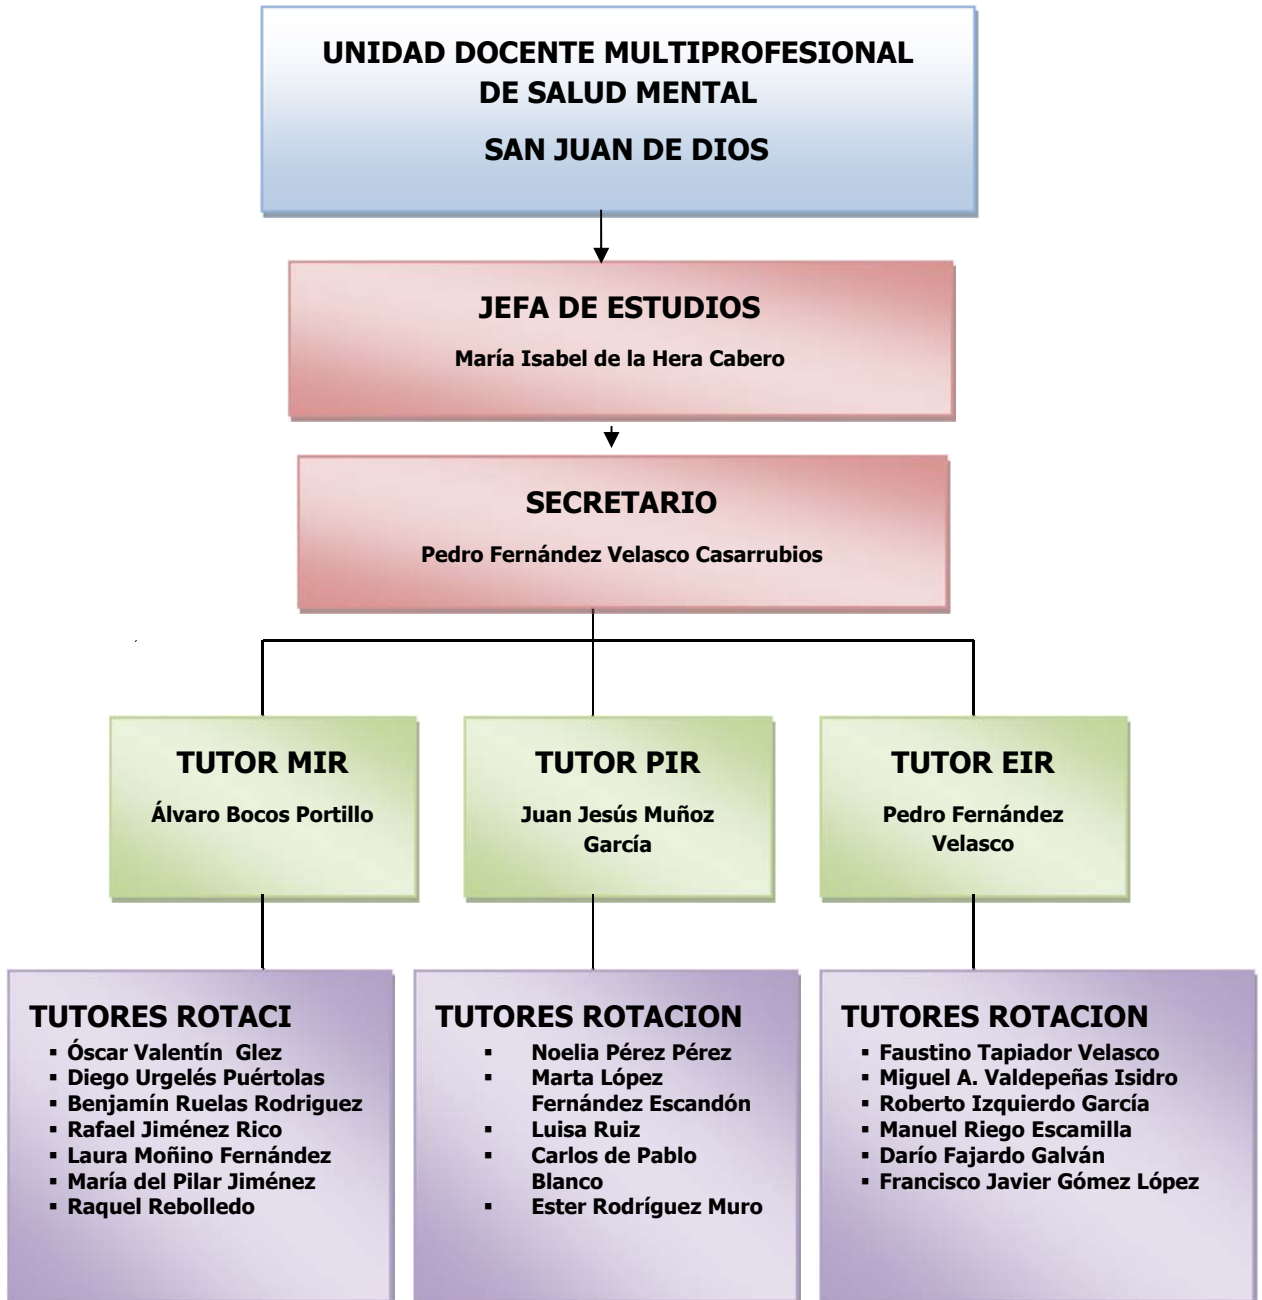 UNIDAD DOCENTE MULTIPROFESIONAL
DE SALUD MENTAL
SAN JUAN DE DIOS
JEFA DE ESTUDIOS
María Isabel de la Hera Cabero
SECRETARIO
Pedro Fernández Velasco Casarrubios
TUTOR MIR
Álvaro Bocos Portillo
TUTOR PIR
Juan Jesús Muñoz
García
TUTOR EIR
Pedro Fernández
Velasco
TUTORES ROTACI
▪ Óscar Valentín Glez
▪ Diego Urgelés Puértolas
▪ Benjamín Ruelas Rodriguez
▪ Rafael Jiménez Rico
▪ Laura Moñino Fernández
▪ María del Pilar Jiménez
▪ Raquel Rebolledo
TUTORES ROTACION
▪ Noelia Pérez Pérez
▪ Marta López
Fernández Escandón
▪ Luisa Ruiz
▪ Carlos de Pablo
Blanco
▪ Ester Rodríguez Muro
TUTORES ROTACION
▪ Faustino Tapiador Velasco
▪ Miguel A. Valdepeñas Isidro
▪ Roberto Izquierdo García
▪ Manuel Riego Escamilla
▪ Darío Fajardo Galván
▪ Francisco Javier Gómez López